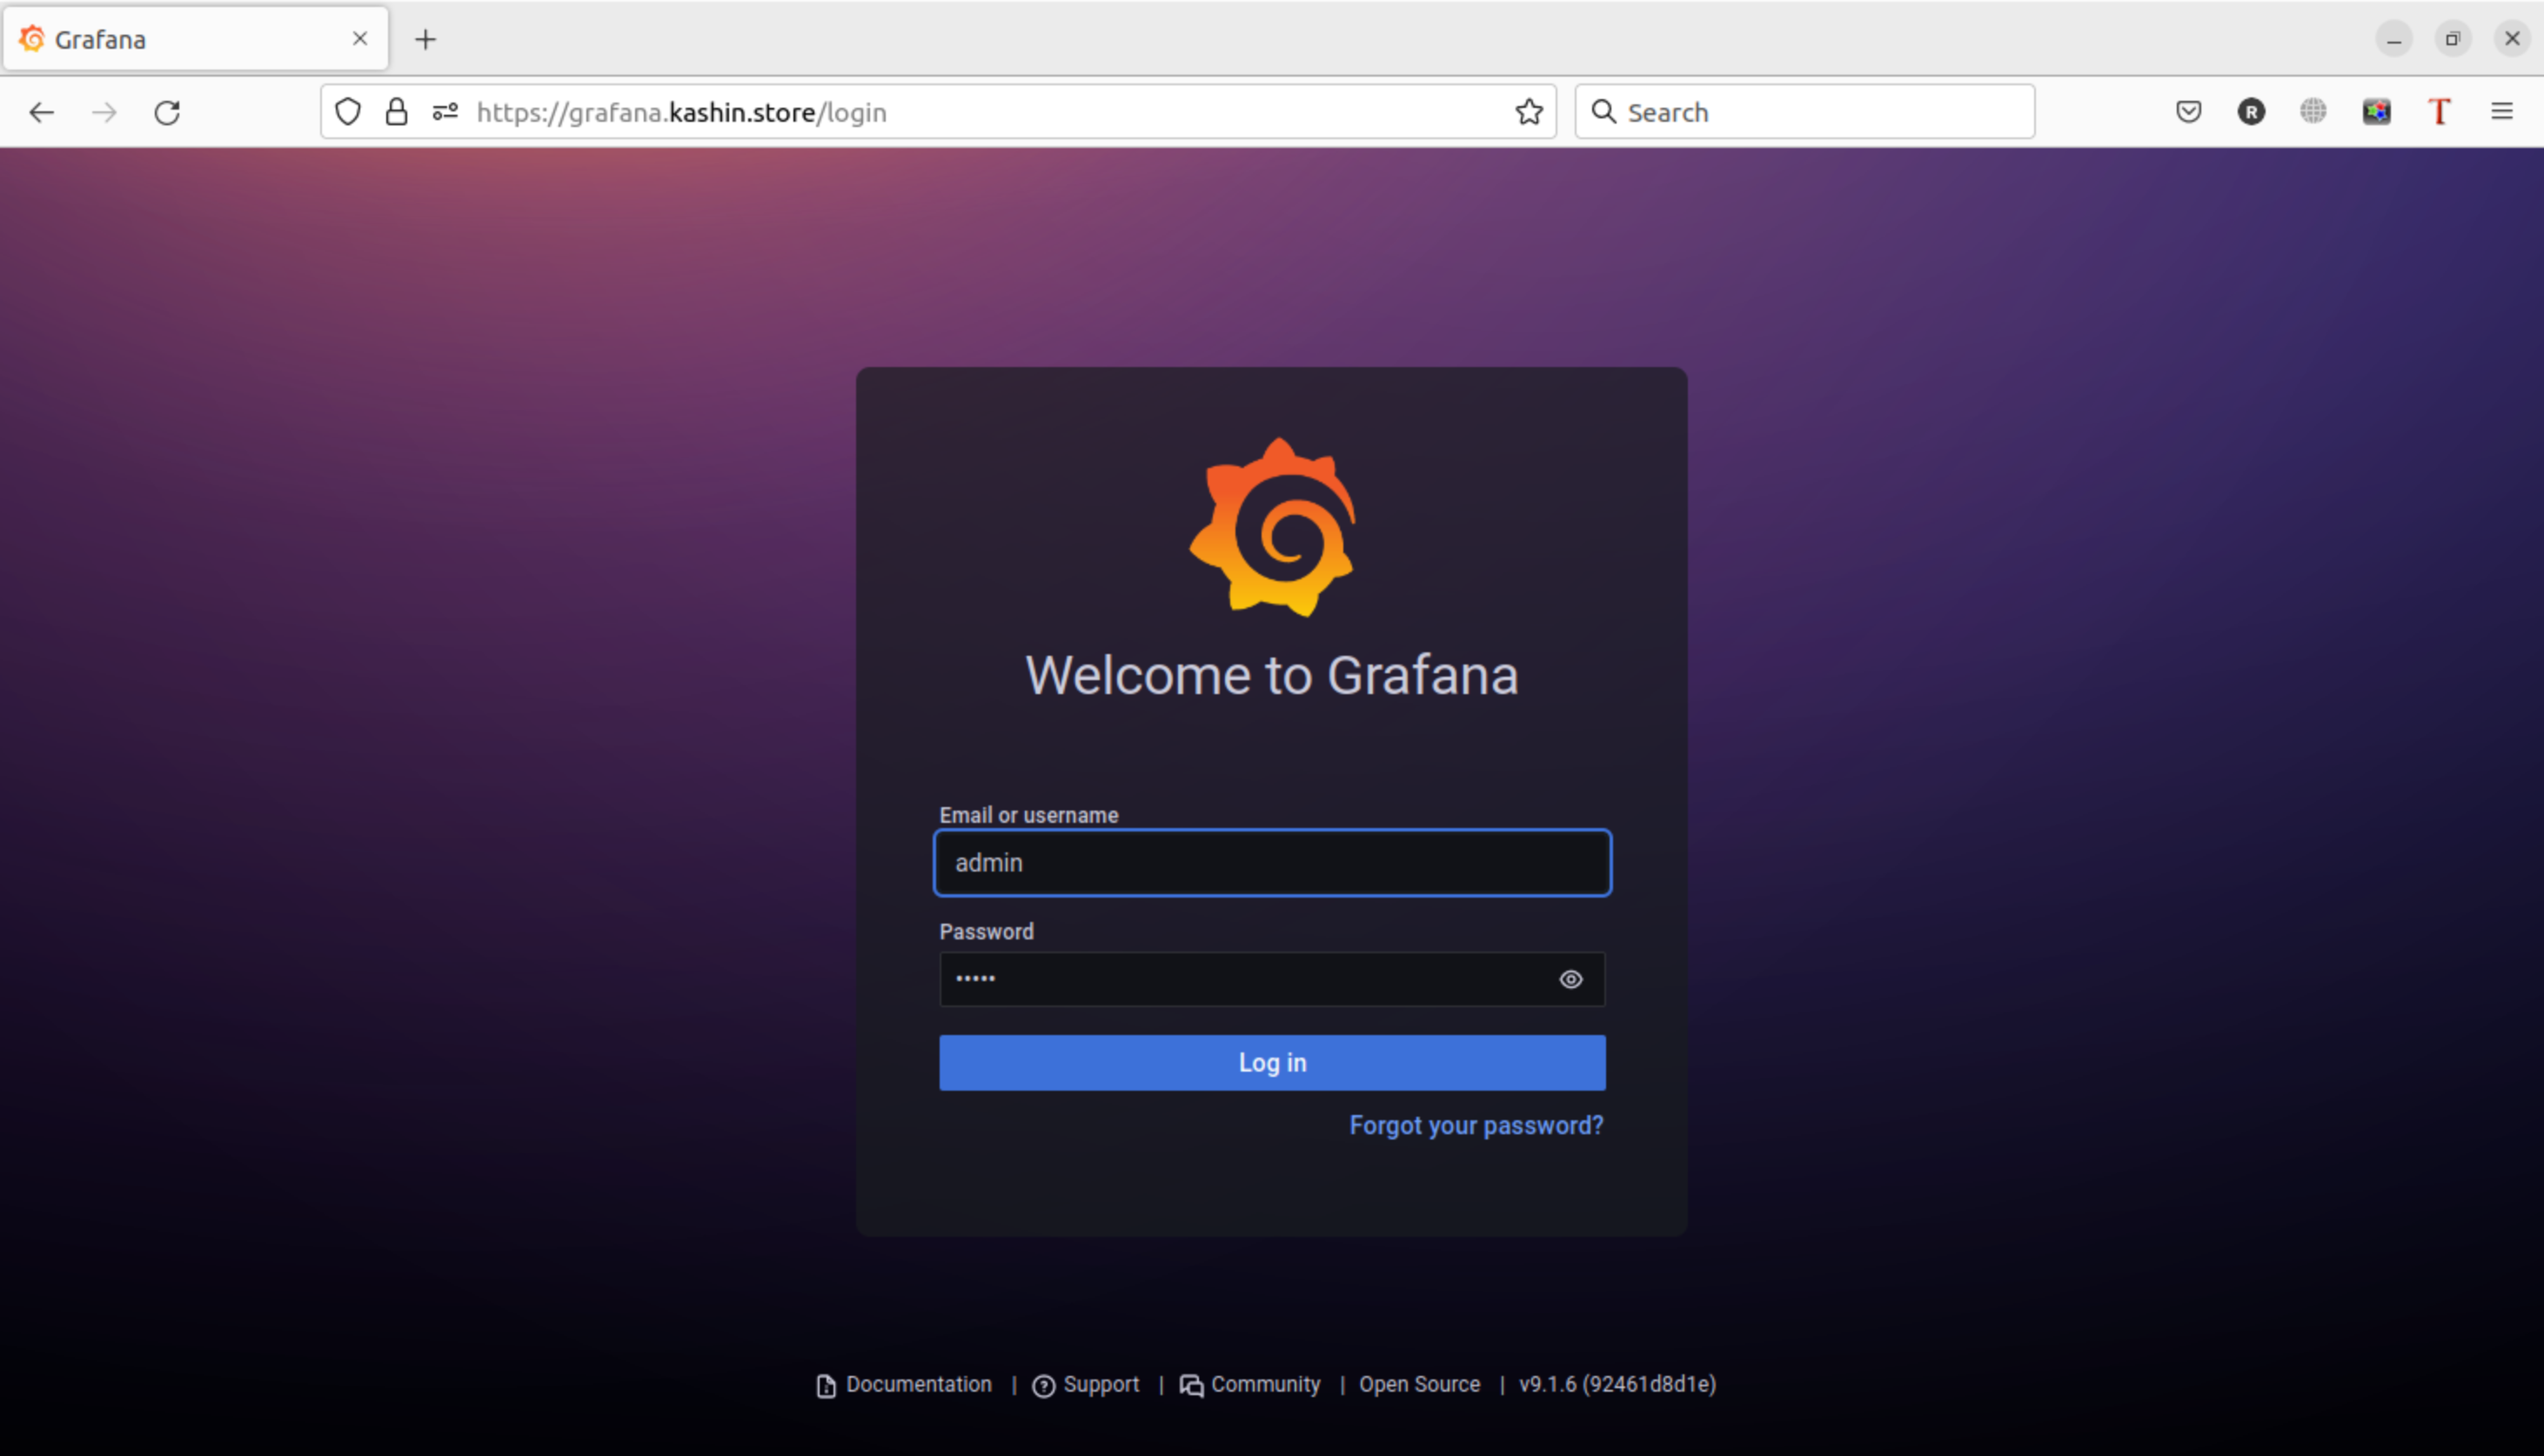 Grafana
https://grafana.kashin.store/login
Search
R
T
Welcome to Grafana
Email or username
admin
Password
•••••
Log in
Forgot your password?
Documentation | Support | Community | Open Source | v9.1.6 (92461d8d1e)